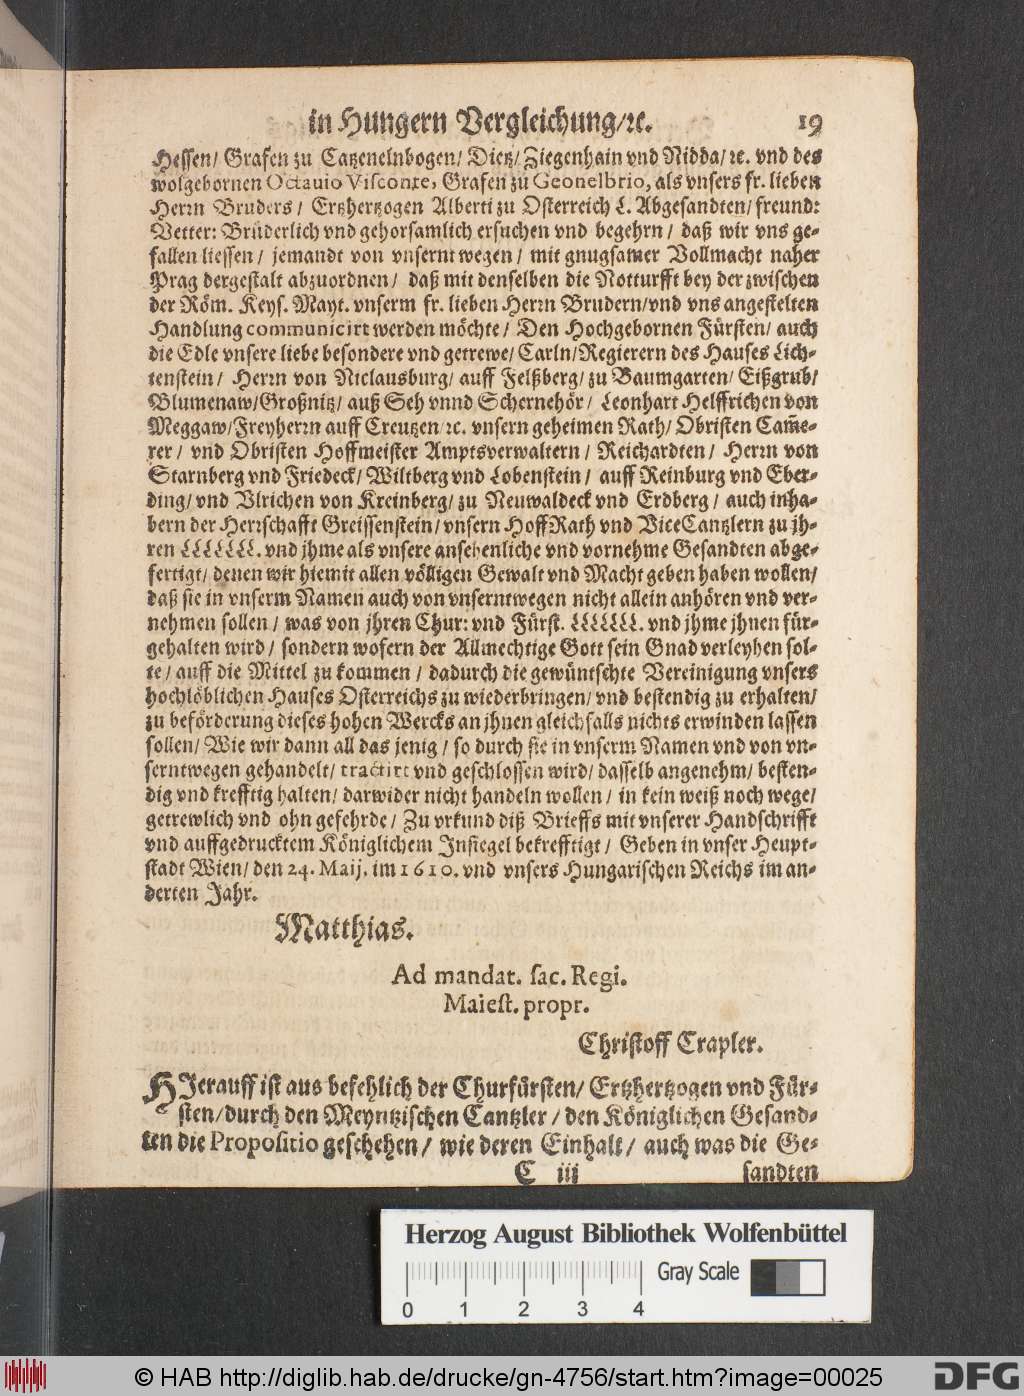 in Hungern Vergleichung/ꝛc. 19
Hessen/ Grafen zu Catzenelnbogen/ Dietz/ Ziegenhain vnd Nidda/ ꝛc. vnd des
wolgebornen Octauio Visconte, Grafen zu Geonelbrio, als vnsers fr. lieben
Herrn Bruders/ Ertzhertzogen Alberti zu Osterreich L. Abgesandten/ freund:
Vetter: Brüderlich vnd gehorsamlich ersuchen vnd begehrn/ daß wir vns ge-
fallen liessen/ jemandt von vnsernt wegen/ mit gnugsamer Vollmacht naher
Prag dergestalt abzuordnen/ daß mit denselben die Notturfft bey der zwischen
der Röm. Keys. Mayt. vnserm fr. lieben Herrn Brudern/vnd vns angestelten
Handlung communicirt werden möchte/ Den Hochgebornen Fürsten/ auch
die Edle vnsere liebe besondere vnd getrewe/ Carln/Regierern des Hauses Lich-
tenstein/ Herrn von Niclausburg/ auff Felßberg/ zu Baumgarten/ Eißgrub/
Blumenaw/Großnitz/ auß Seh vnnd Schernehör/ Leonhart Helffrichen von
Meggaw/Freyherrn auff Creutzen ꝛc. vnsern geheimen Rath/ Obristen Cam̃e-
rer/ vnd Obristen Hoffmeister Amptsverwaltern/ Reichardten/ Herrn von
Starnberg vnd Friedeck/ Wiltberg vnd Lobenstein/ auff Reinburg vnd Eber-
ding/ vnd Vlrichen von Kreinberg/ zu Neuwaldeck vnd Erdberg/ auch inha-
bern der Herrschafft Greissenstein/ vnsern HoffRath vnd ViceCantzlern zu jh-
ren LLLLLLL. vnd jhme als vnsere ansehenliche vnd vornehme Gesandten abge-
fertigt/ denen wir hiemit allen völligen Gewalt vnd Macht geben haben wollen/
daß sie in vnserm Namen auch von vnserntwegen nicht allein anhören vnd ver-
nehmen sollen/ was von jhren Chur: vnd Fürst. LLLLLLL. vnd jhme jhnen für-
gehalten wird/ sondern wofern der Allmechtige Gott sein Gnad verleyhen sol-
te/ auff die Mittel zu kommen/ dadurch die gewüntschte Vereinigung vnsers
hochlöblichen Hauses Osterreichs zu wiederbringen/ vnd bestendig zu erhalten/
zu beförderung dieses hohen Wercks an jhnen gleichsfalls nichts erwinden lassen
sollen/ Wie wir dann all das jenig/ so durch sie in vnserm Namen vnd von vn-
serntwegen gehandelt/ tractirt vnd geschlossen wird/ dasselb angenehm/ besten-
dig vnd krefftig halten/ darwider nicht handeln wollen/ in kein weiß noch wege/
getrewlich vnd ohn gefehrde/ Zu vrkund diß Brieffs mit vnserer Handschrifft
vnd auffgedrucktem Königlichem Insiegel bekrefftigt/ Geben in vnser Heupt-
stadt Wien/ den 24. Maij. im 1610. vnd vnsers Hungarischen Reichs im an-
derten Jahr.
Matthias.
Ad mandat. sac. Regi.
Maiest. propr.
Christoff Crapler.
HJerauff ist aus befehlich der Churfürsten/ Ertzhertzogen vnd Für-
sten/durch den Meyntzischen Cantzler/ den Königlichen Gesand-
ten die Propositio geschehen/ wie deren Einhalt/ auch was die Ge-
C iij sandten
Herzog August Bibliothek Wolfenbüttel
Gray Scale
0 1 2 3 4
© HAB http://diglib.hab.de/drucke/gn-4756/start.htm?image=00025
DFG